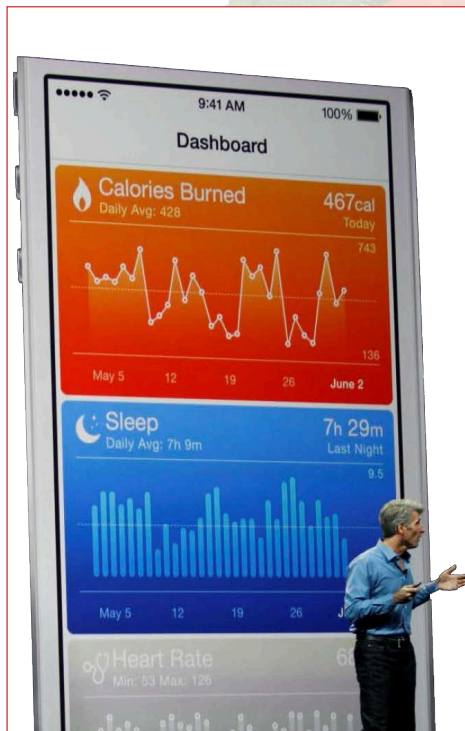 9:41 AM
100%
Dashboard
Calories Burned
467cal
Daily Avg: 428
Today
743
136
May 5
12
19
26
June 2
Sleep
7h 29m
Daily Avg: 7h 9m
Last Night
9.5
May 5
12
19
26
Heart Rate
Min: 53 Max: 126